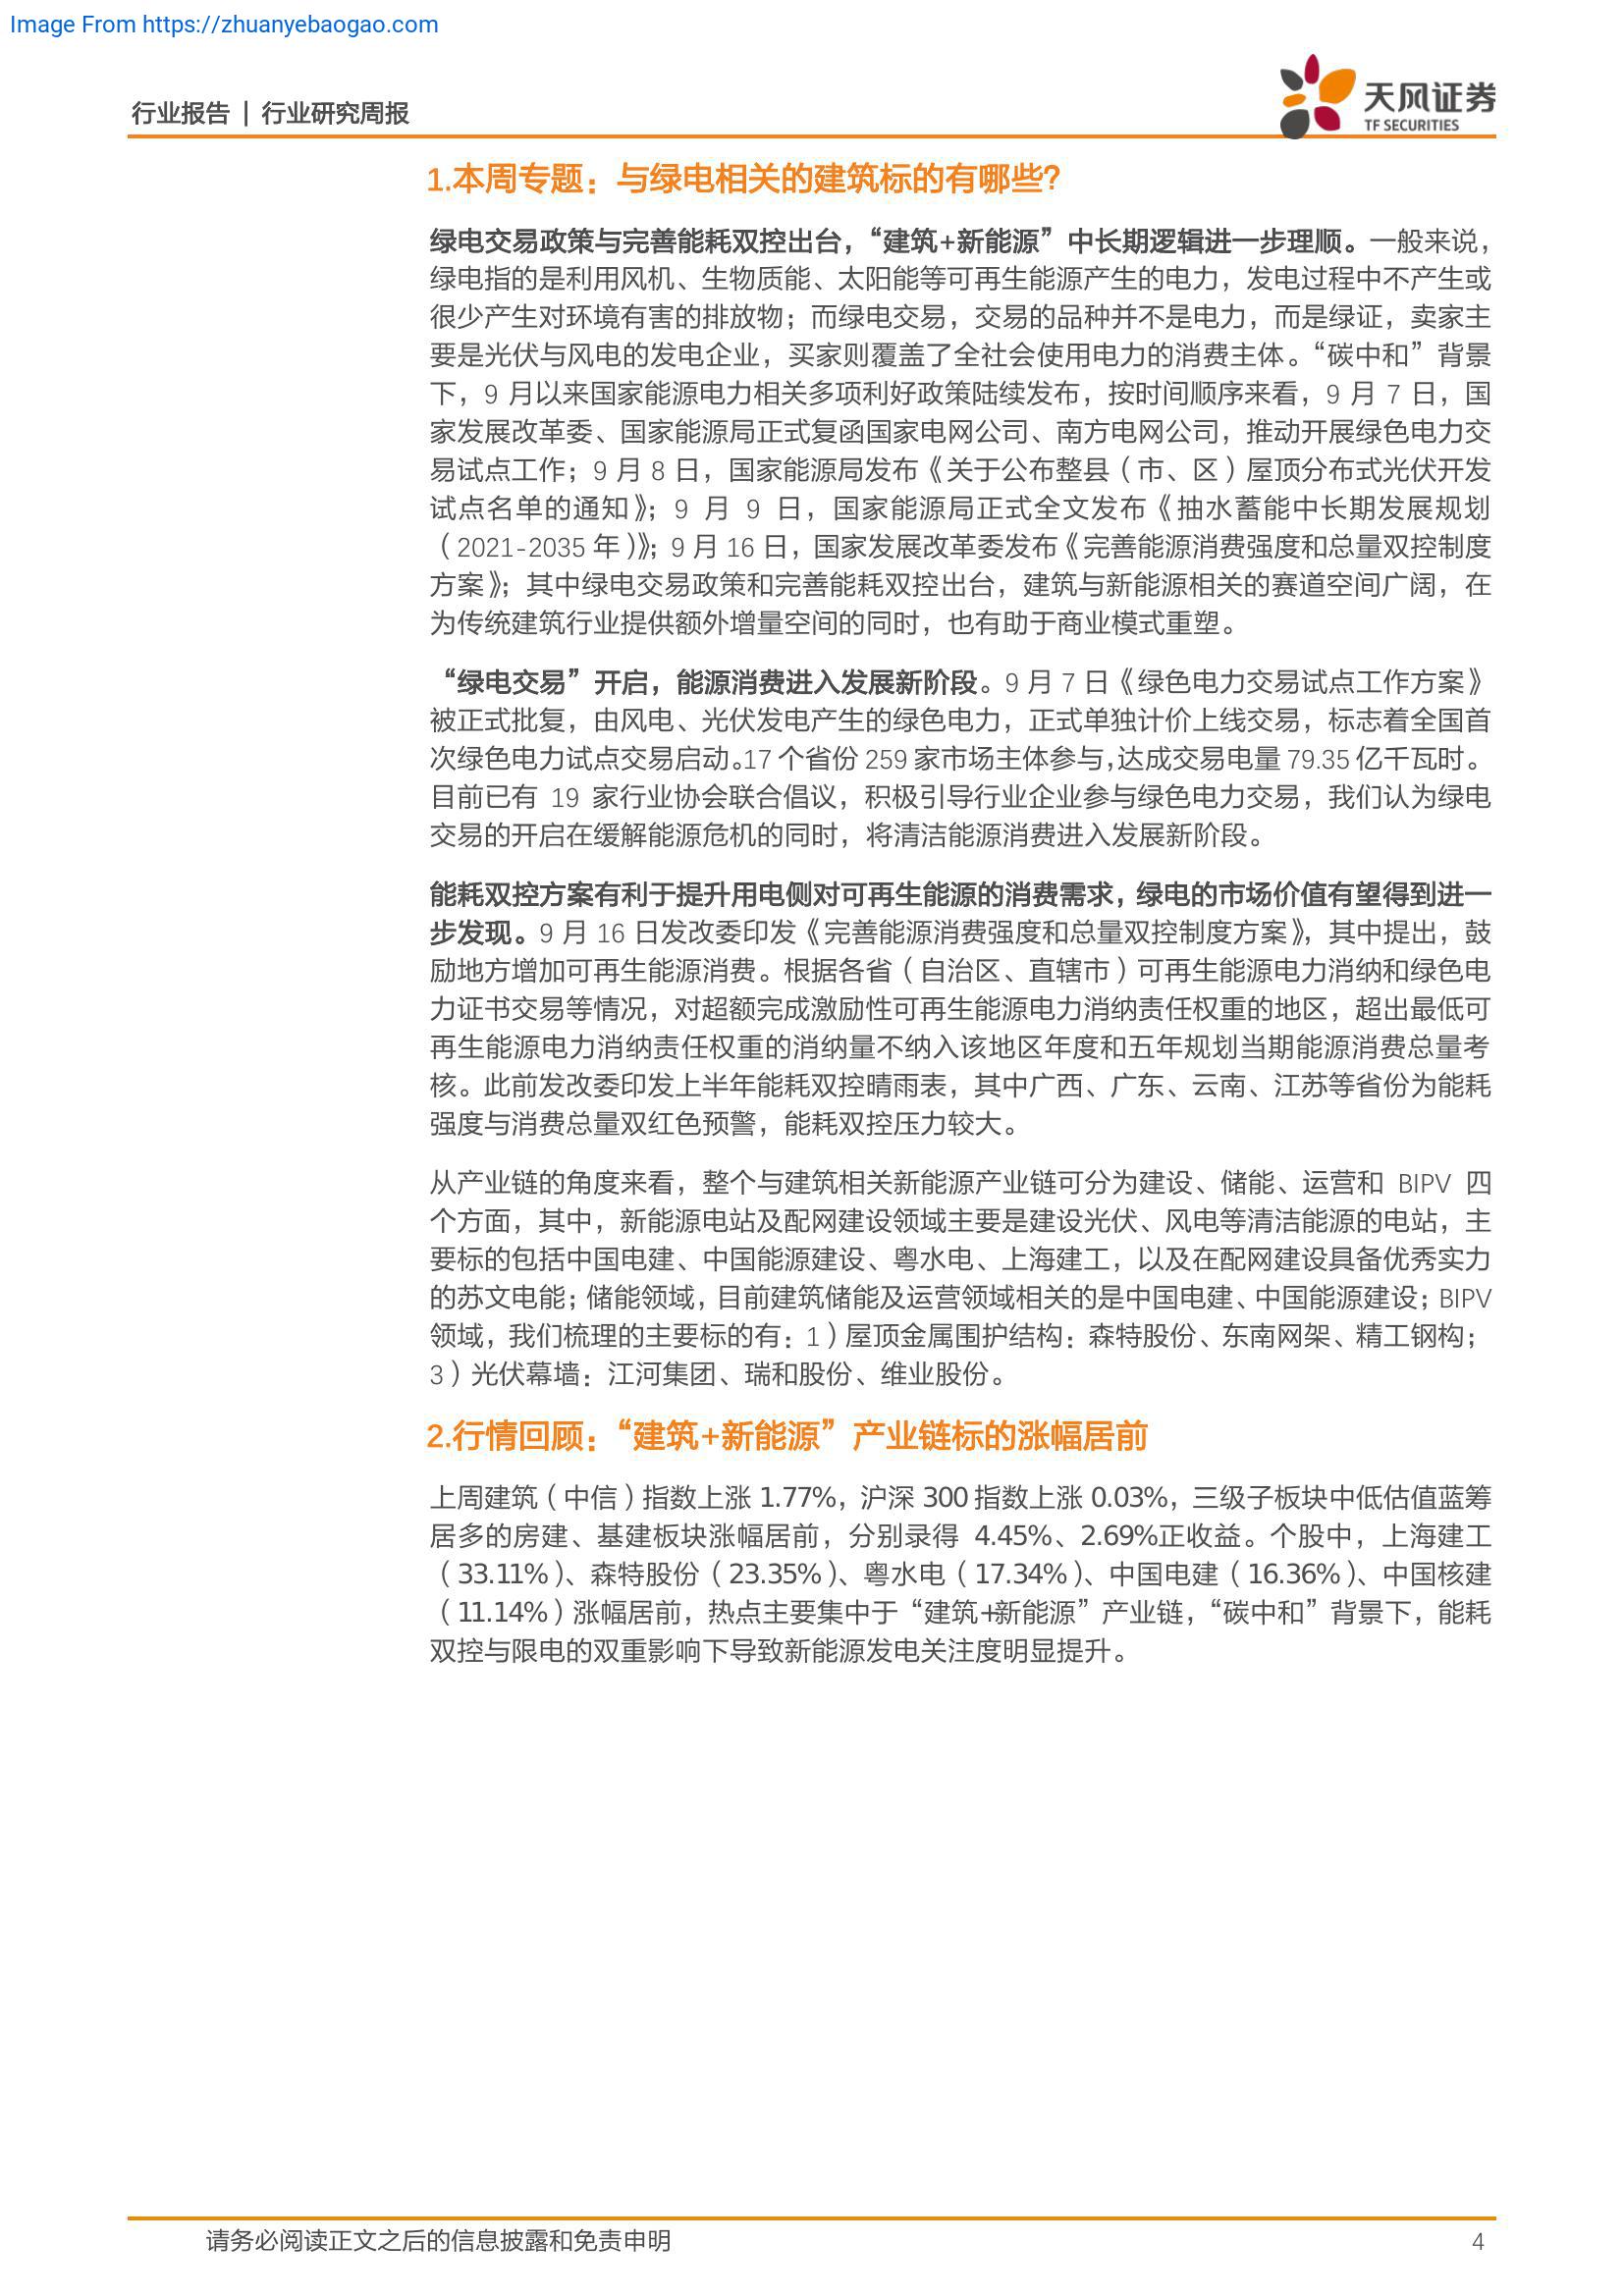 Image From https://zhuanyebaogao.com
行业报告 | 行业研究周报
天风证券
TF SECURITIES
1.本周专题：与绿电相关的建筑标的有哪些？
绿电交易政策与完善能耗双控出台，“建筑+新能源”中长期逻辑进一步理顺。一般来说，
绿电指的是利用风机、生物质能、太阳能等可再生能源产生的电力，发电过程中不产生或
很少产生对环境有害的排放物；而绿电交易，交易的品种并不是电力，而是绿证，卖家主
要是光伏与风电的发电企业，买家则覆盖了全社会使用电力的消费主体。“碳中和”背景
下，9 月以来国家能源电力相关多项利好政策陆续发布，按时间顺序来看，9 月 7 日，国
家发展改革委、国家能源局正式复函国家电网公司、南方电网公司，推动开展绿色电力交
易试点工作；9 月 8 日，国家能源局发布《关于公布整县（市、区）屋顶分布式光伏开发
试点名单的通知》；9 月 9 日，国家能源局正式全文发布《抽水蓄能中长期发展规划
（2021-2035 年）》；9 月 16 日，国家发展改革委发布《完善能源消费强度和总量双控制度
方案》；其中绿电交易政策和完善能耗双控出台，建筑与新能源相关的赛道空间广阔，在
为传统建筑行业提供额外增量空间的同时，也有助于商业模式重塑。
“绿电交易”开启，能源消费进入发展新阶段。9 月 7 日《绿色电力交易试点工作方案》
被正式批复，由风电、光伏发电产生的绿色电力，正式单独计价上线交易，标志着全国首
次绿色电力试点交易启动。17 个省份 259 家市场主体参与，达成交易电量 79.35 亿千瓦时。
目前已有 19 家行业协会联合倡议，积极引导行业企业参与绿色电力交易，我们认为绿电
交易的开启在缓解能源危机的同时，将清洁能源消费进入发展新阶段。
能耗双控方案有利于提升用电侧对可再生能源的消费需求，绿电的市场价值有望得到进一
步发现。9 月 16 日发改委印发《完善能源消费强度和总量双控制度方案》，其中提出，鼓
励地方增加可再生能源消费。根据各省（自治区、直辖市）可再生能源电力消纳和绿色电
力证书交易等情况，对超额完成激励性可再生能源电力消纳责任权重的地区，超出最低可
再生能源电力消纳责任权重的消纳量不纳入该地区年度和五年规划当期能源消费总量考
核。此前发改委印发上半年能耗双控晴雨表，其中广西、广东、云南、江苏等省份为能耗
强度与消费总量双红色预警，能耗双控压力较大。
从产业链的角度来看，整个与建筑相关新能源产业链可分为建设、储能、运营和 BIPV 四
个方面，其中，新能源电站及配网建设领域主要是建设光伏、风电等清洁能源的电站，主
要标的包括中国电建、中国能源建设、粤水电、上海建工，以及在配网建设具备优秀实力
的苏文电能；储能领域，目前建筑储能及运营领域相关的是中国电建、中国能源建设；BIPV
领域，我们梳理的主要标的有：1）屋顶金属围护结构：森特股份、东南网架、精工钢构；
3）光伏幕墙：江河集团、瑞和股份、维业股份。
2.行情回顾：“建筑+新能源”产业链标的涨幅居前
上周建筑（中信）指数上涨 1.77%，沪深 300 指数上涨 0.03%，三级子板块中低估值蓝筹
居多的房建、基建板块涨幅居前，分别录得 4.45%、2.69%正收益。个股中，上海建工
（33.11%）、森特股份（23.35%）、粤水电（17.34%）、中国电建（16.36%）、中国核建
（11.14%）涨幅居前，热点主要集中于“建筑+新能源”产业链，“碳中和”背景下，能耗
双控与限电的双重影响下导致新能源发电关注度明显提升。
请务必阅读正文之后的信息披露和免责申明
4